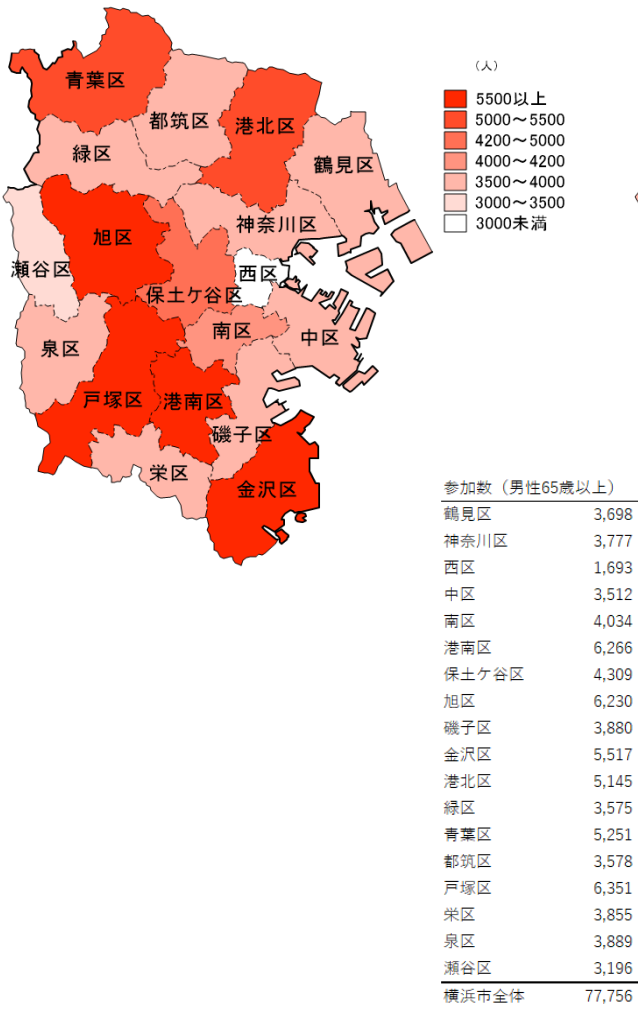 青葉区
都筑区
港北区
緑区
鶴見区
神奈川区
旭区
瀬谷区
西区
保土ケ谷区
南区
中区
泉区
戸塚区
港南区
磯子区
栄区
金沢区
(人)
5500以上
5000～5500
4200～5000
4000～4200
3500～4000
3000～3500
3000未満
参加数（男性65歳以上）
鶴見区 3,698
神奈川区 3,777
西区 1,693
中区 3,512
南区 4,034
港南区 6,266
保土ケ谷区 4,309
旭区 6,230
磯子区 3,880
金沢区 5,517
港北区 5,145
緑区 3,575
青葉区 5,251
都筑区 3,578
戸塚区 6,351
栄区 3,855
泉区 3,889
瀬谷区 3,196
横浜市全体 77,756